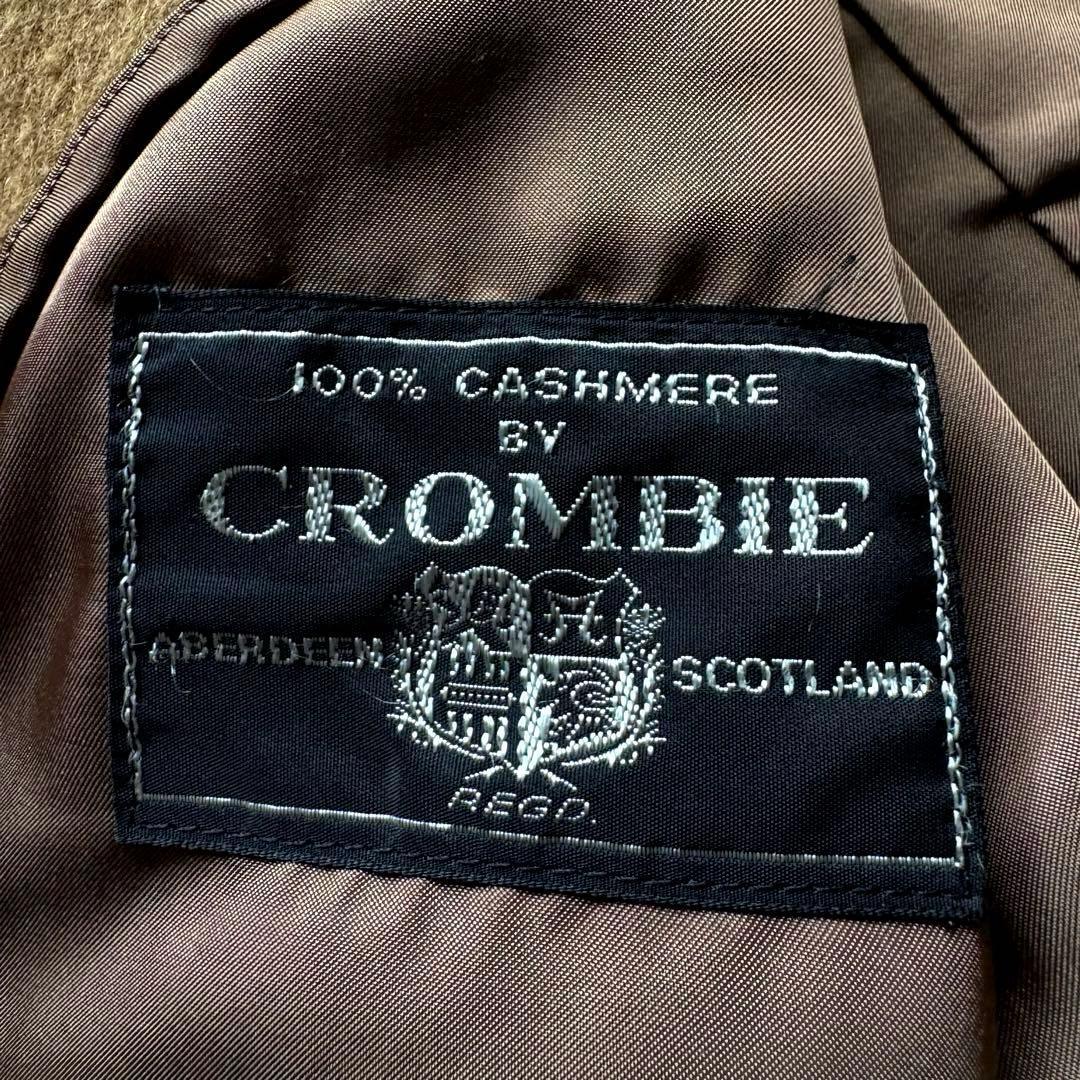 100% CASHMERE
BY
CROMBIE
ABERDEEN SCOTLAND
REGD.